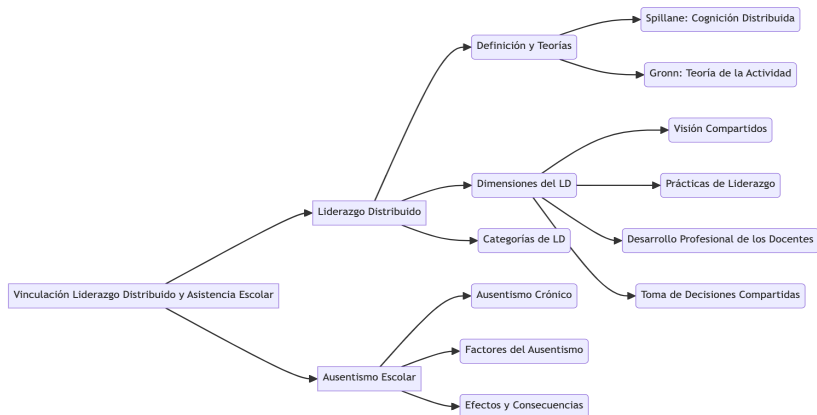 Spillane: Cognición Distribuida
Definición y Teorías
Gronn: Teoría de la Actividad
Visión Compartidos
Dimensiones del LD
Prácticas de Liderazgo
Liderazgo Distribuido
Categorías de LD
Desarrollo Profesional de los Docentes
Vinculación Liderazgo Distribuido y Asistencia Escolar
Ausentismo Crónico
Toma de Decisiones Compartidas
Factores del Ausentismo
Ausentismo Escolar
Efectos y Consecuencias